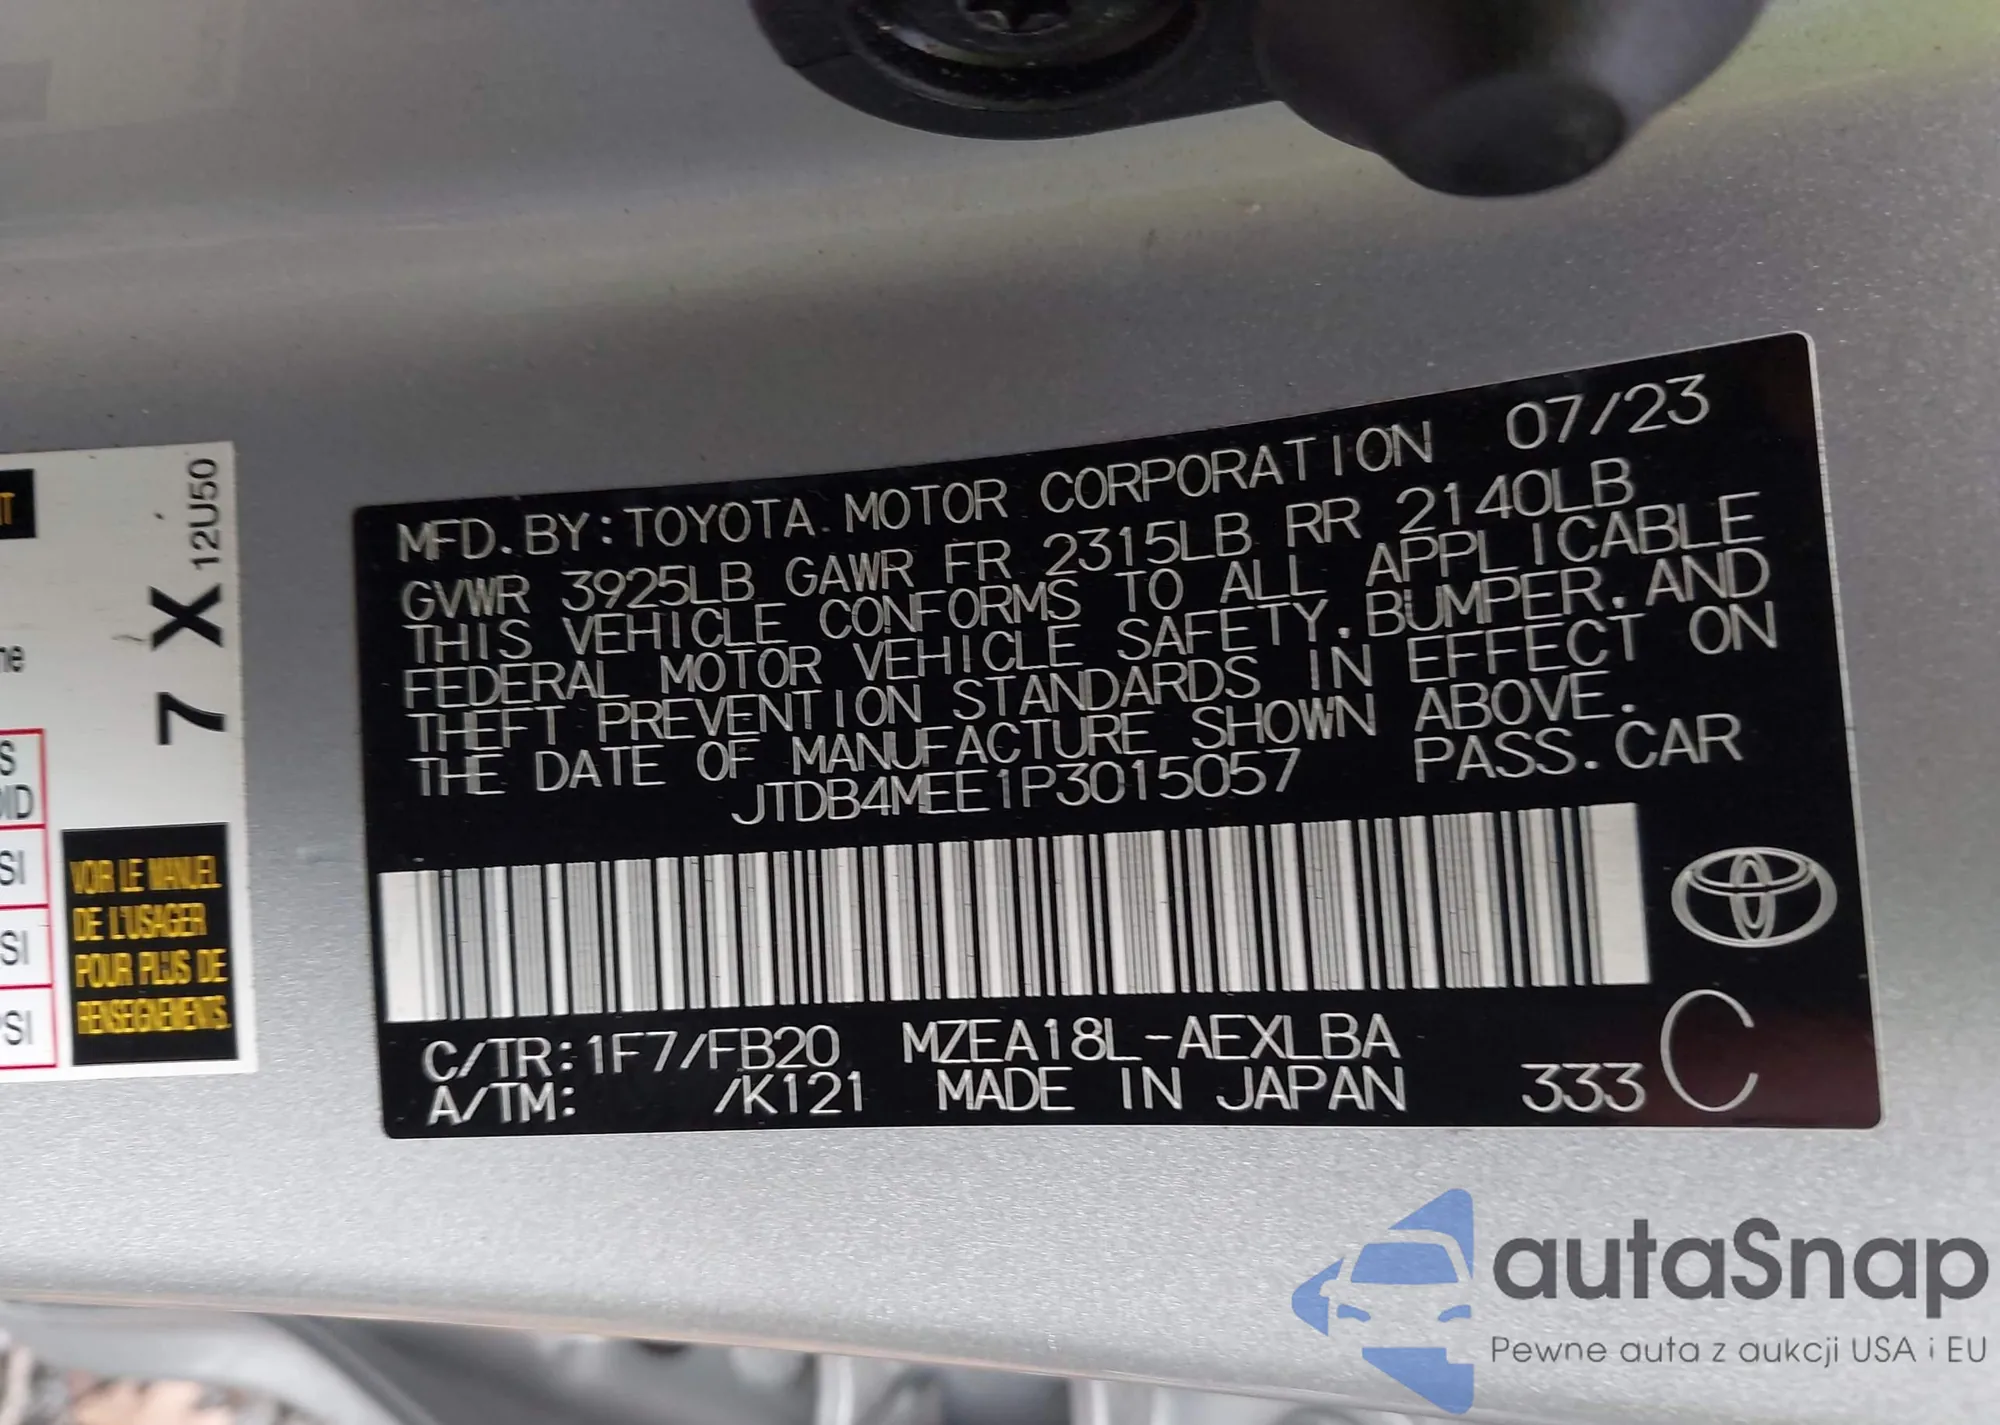 MFD. BY: TOYOTA MOTOR CORPORATION 07/23
GVWR 3925LB GAWR FR 2315LB RR 2140LB
THIS VEHICLE CONFORMS TO ALL APPLICABLE
FEDERAL MOTOR VEHICLE SAFETY, BUMPER, AND
THEFT PREVENTION STANDARDS IN EFFECT ON
THE DATE OF MANUFACTURE SHOWN ABOVE.
JTDB4MEE1P3015057 PASS. CAR
C/TR: 1F7/FB20 MZEA18L-AEXLBA
A/TM: /K121 MADE IN JAPAN 333 C
7 X 12U50
VOIR LE MANUEL
DE L'USAGER
POUR PLUS DE
RENSEIGNEMENTS.
SI
SI
SI
autaSnap
Pewne auta z aukcji USA i EU